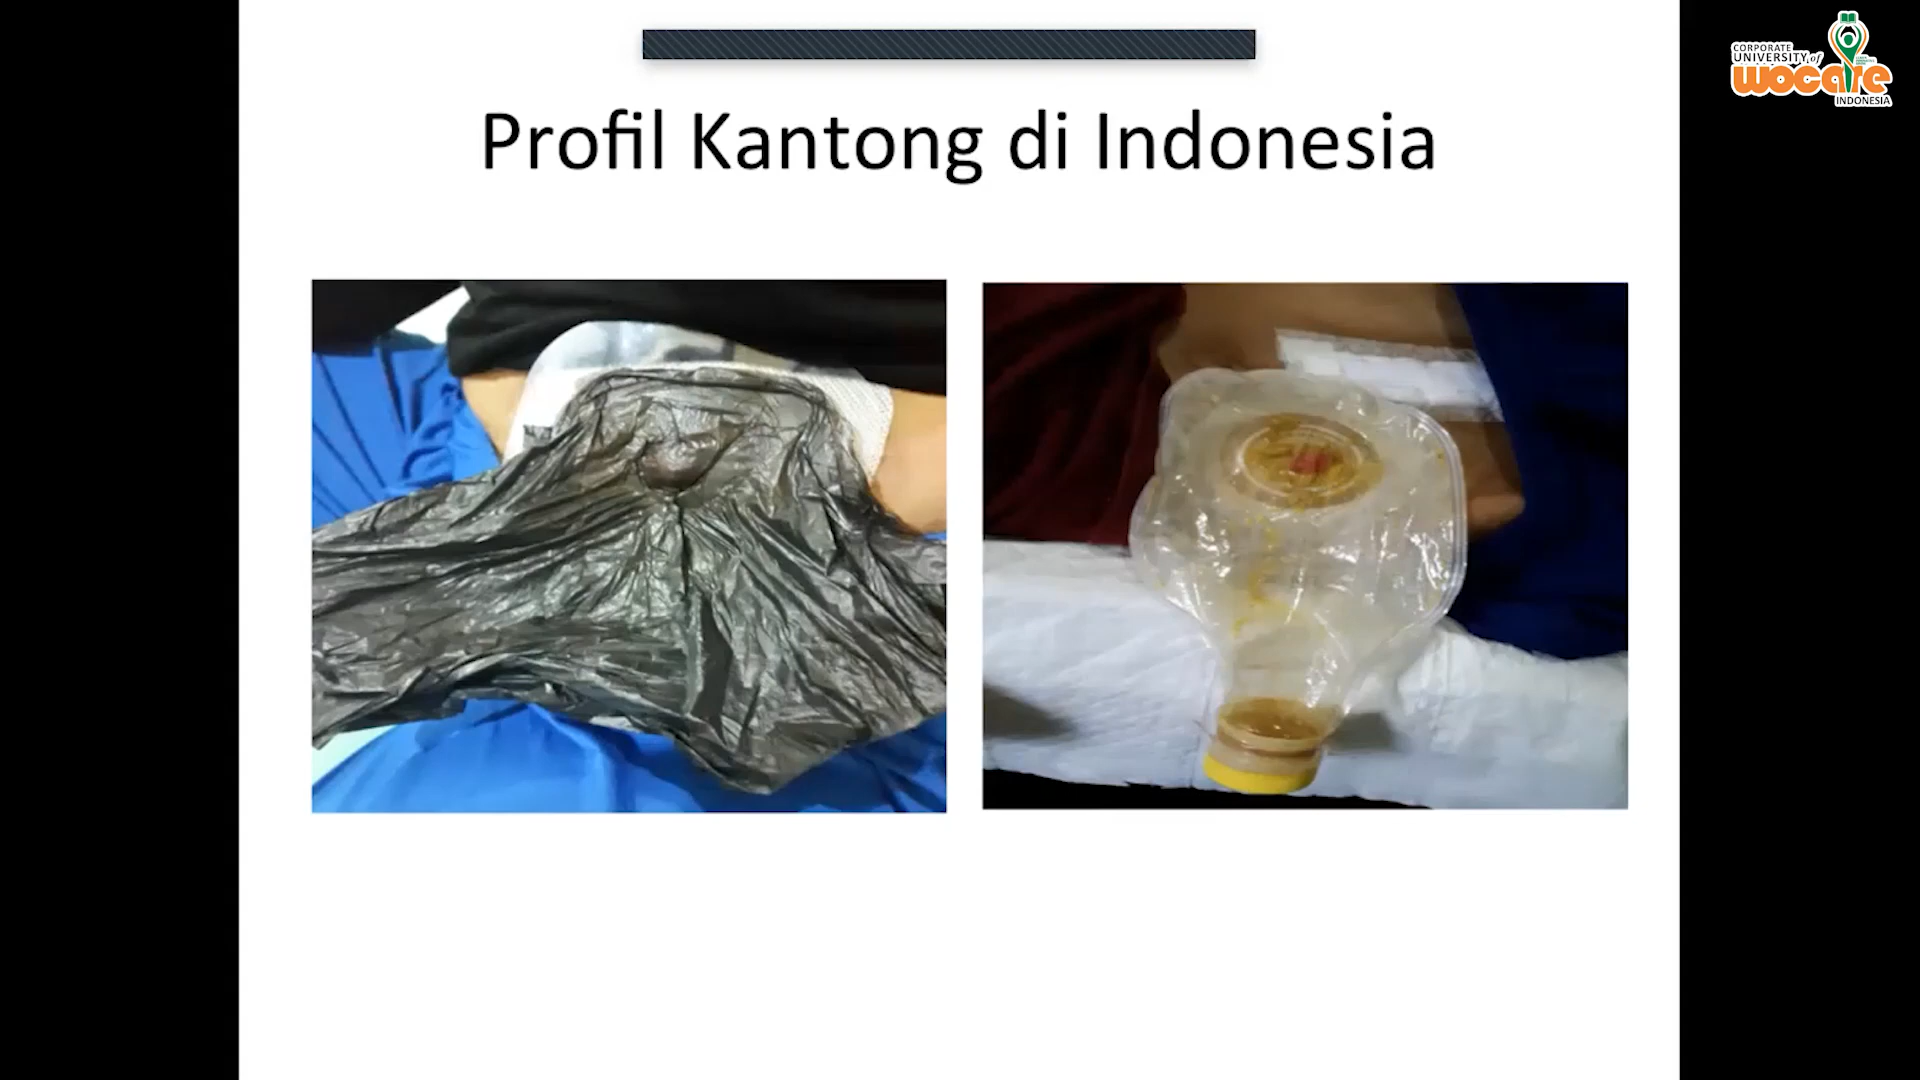 Profil Kantong di Indonesia
CORPORATE
UNIVERSITY of
wocare
INDONESIA